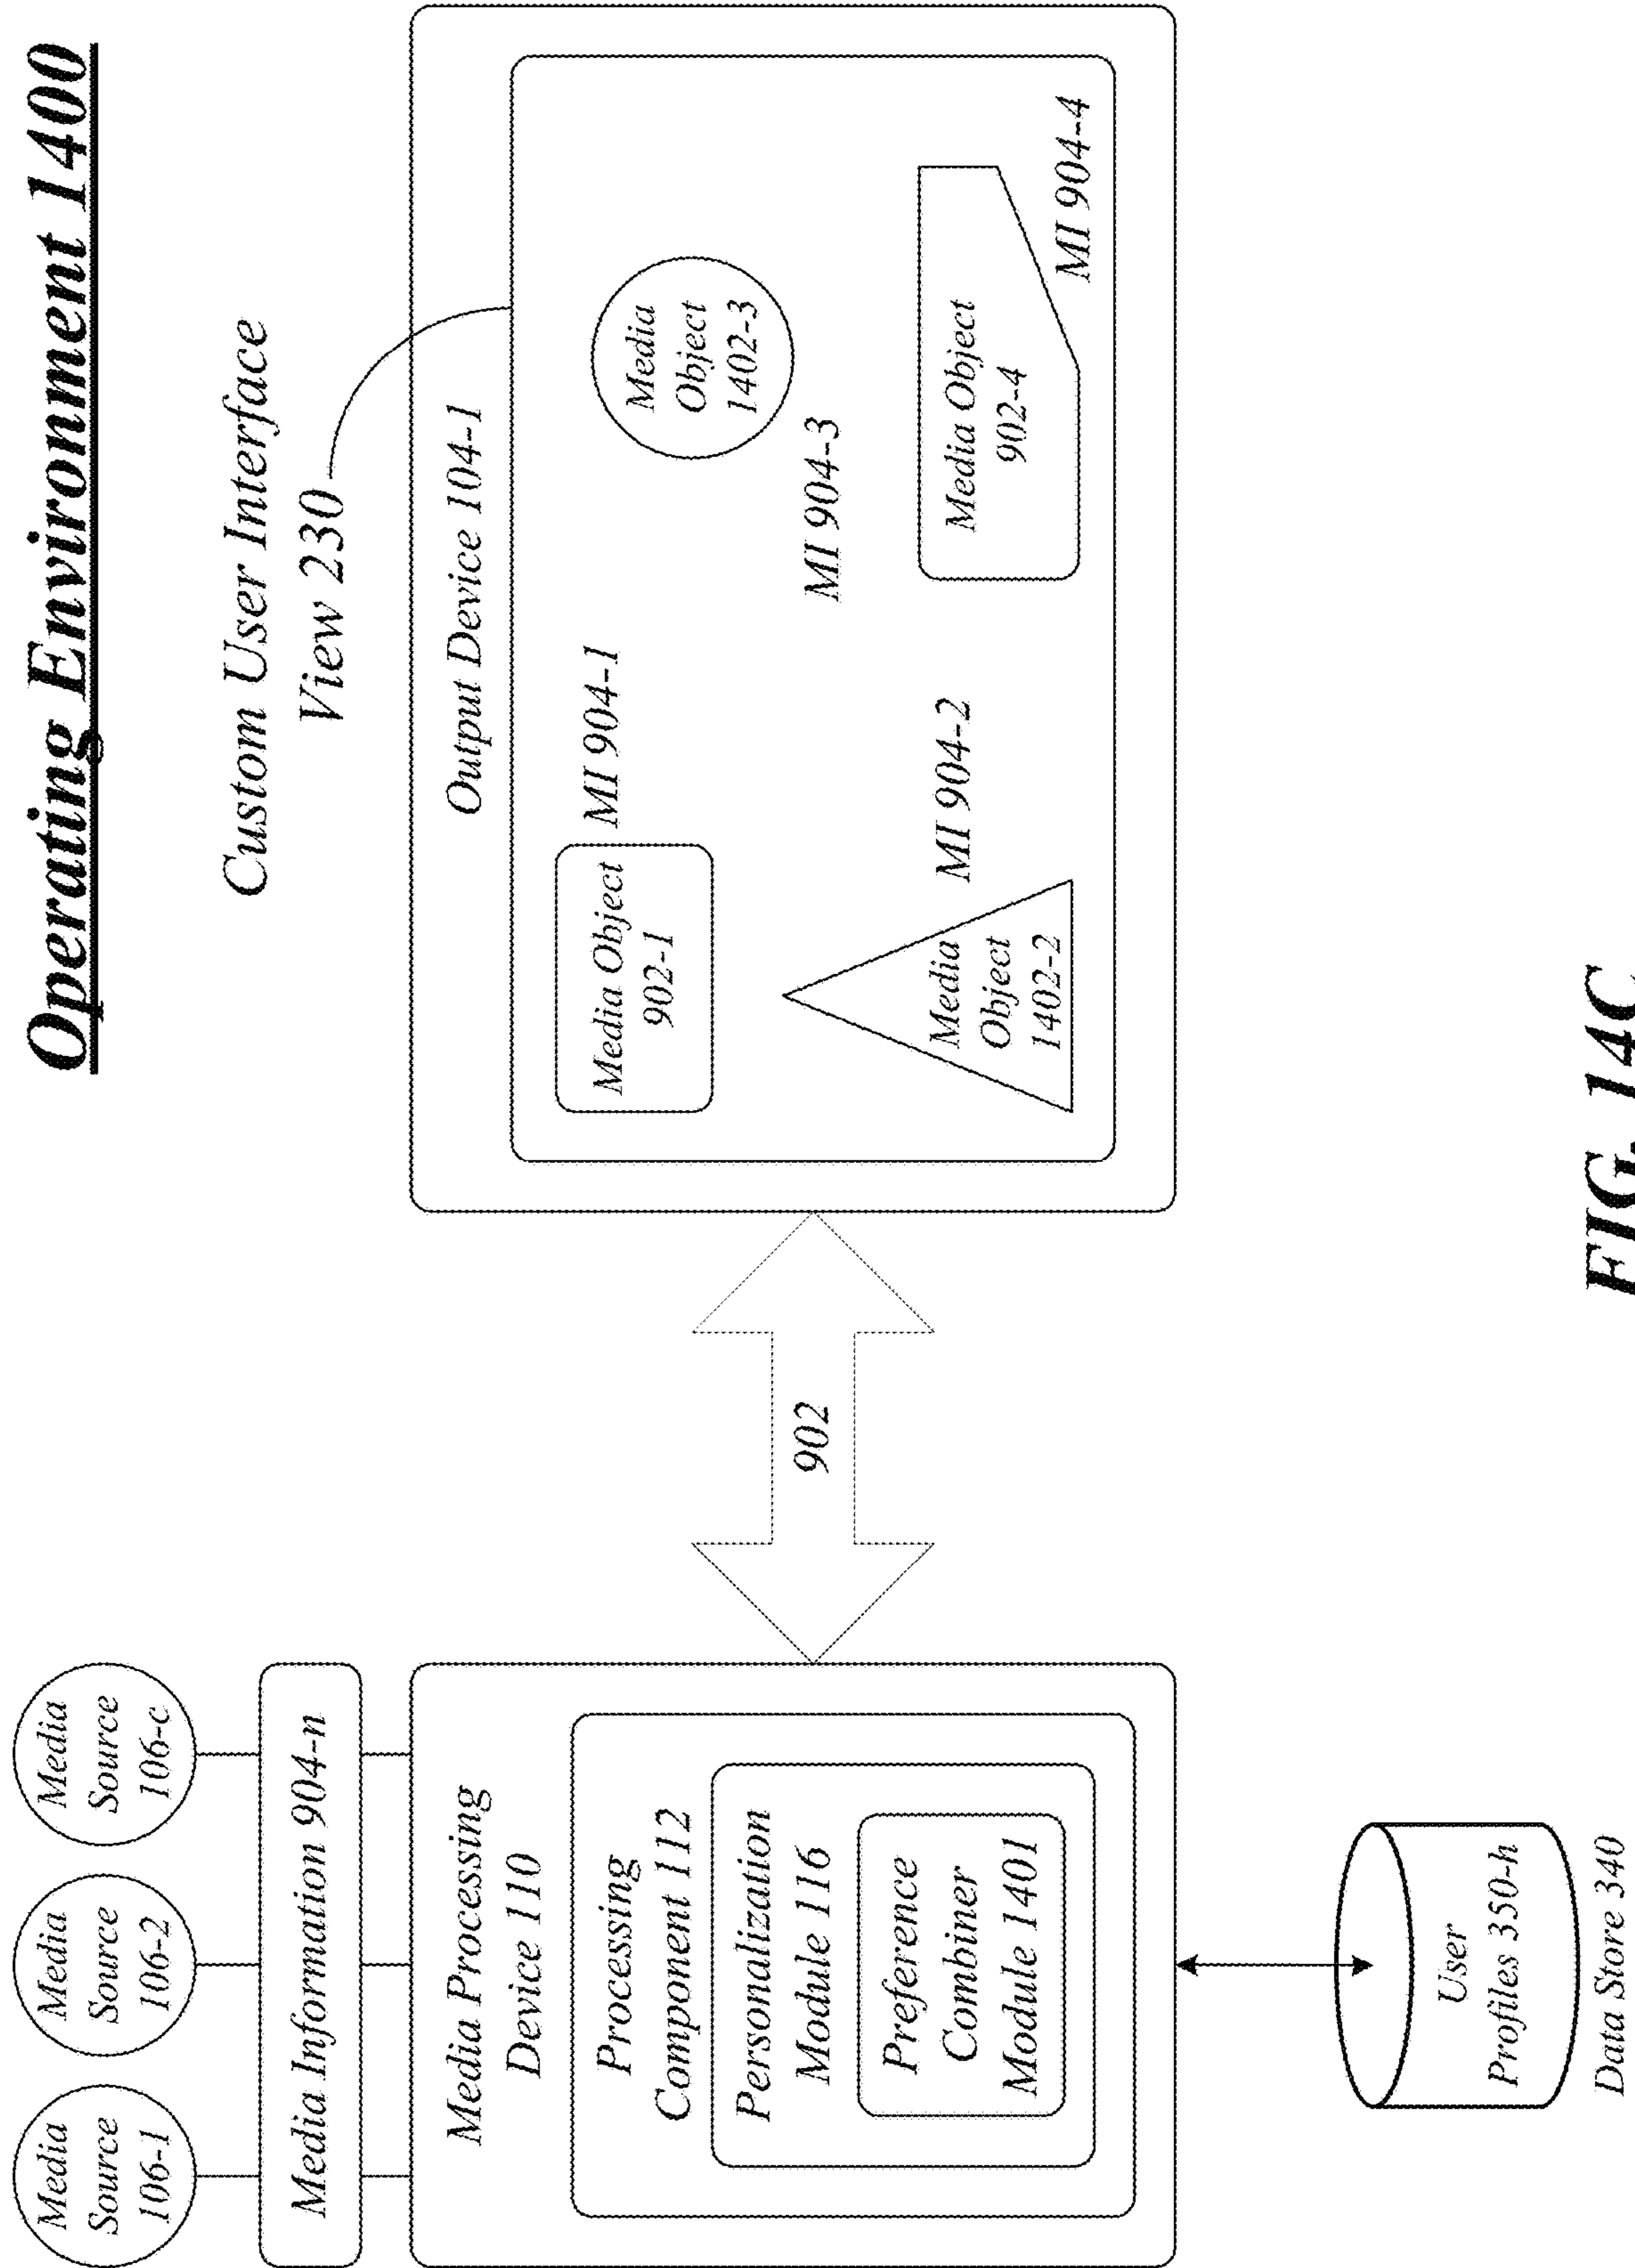 Operating Environment 1400
Media
Source
106-1
Media
Source
106-2
Media
Source
106-c
Media Information 904-n
Media Processing
Device 110
Processing
Component 112
Personalization
Module 116
Preference
Combiner
Module 1401
User
Profiles 350-h
Data Store 340
902
Custom User Interface
View 230
Output Device 104-1
Media Object
902-1
MI 904-1
Media
Object
1402-2
MI 904-2
Media
Object
1402-3
MI 904-3
Media Object
902-4
MI 904-4
FIG. 14C